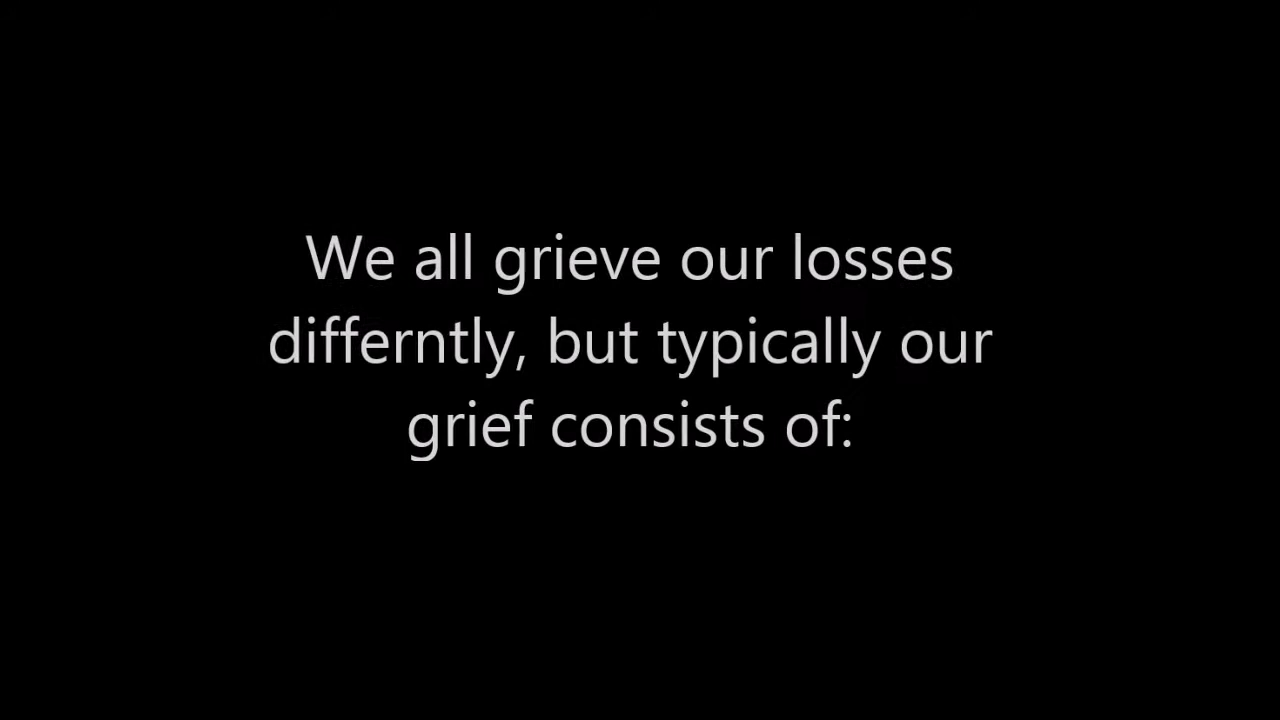 We all grieve our losses
differntly, but typically our
grief consists of: